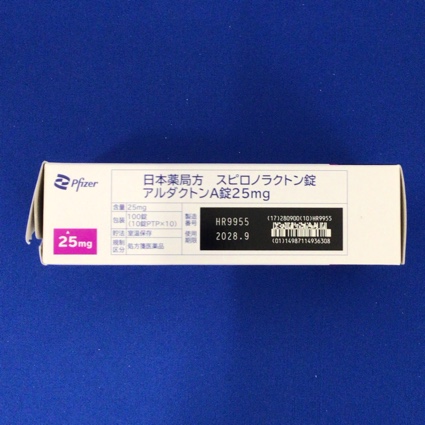 Pfizer
日本薬局方 スピロノラクトン錠
アルダクトンA錠25mg
25mg
含量 25mg
包装 100錠
(10錠PTP×10)
貯法 室温保存
規制区分 処方箋医薬品
製造番号 HR9955
使用期限 2028.9
(17)280900(10)HR9955
(01)14987114936308